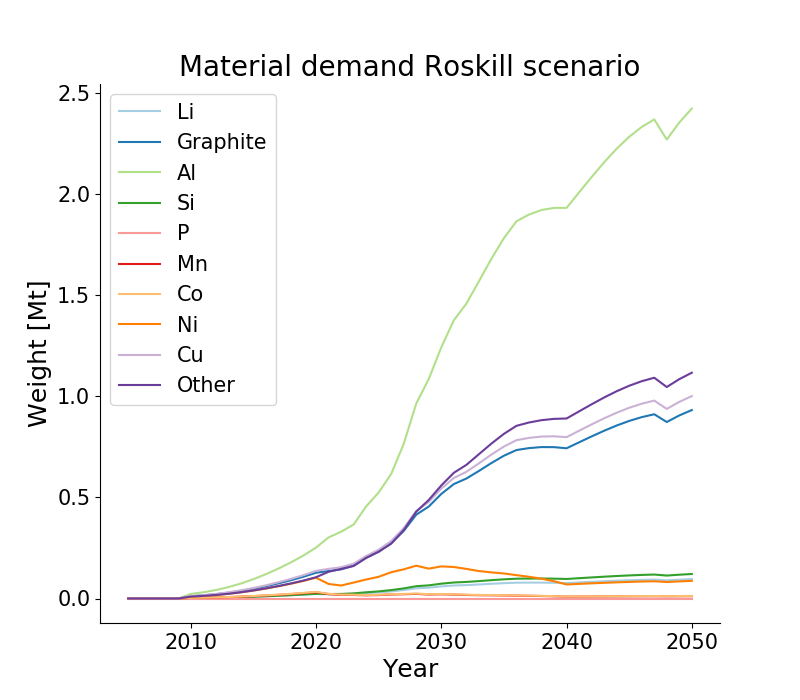 Material demand Roskill scenario
2.5
2.0
1.5
1.0
0.5
0.0
Weight [Mt]
Li
Graphite
Al
Si
P
Mn
Co
Ni
Cu
Other
2010
2020
2030
2040
2050
Year